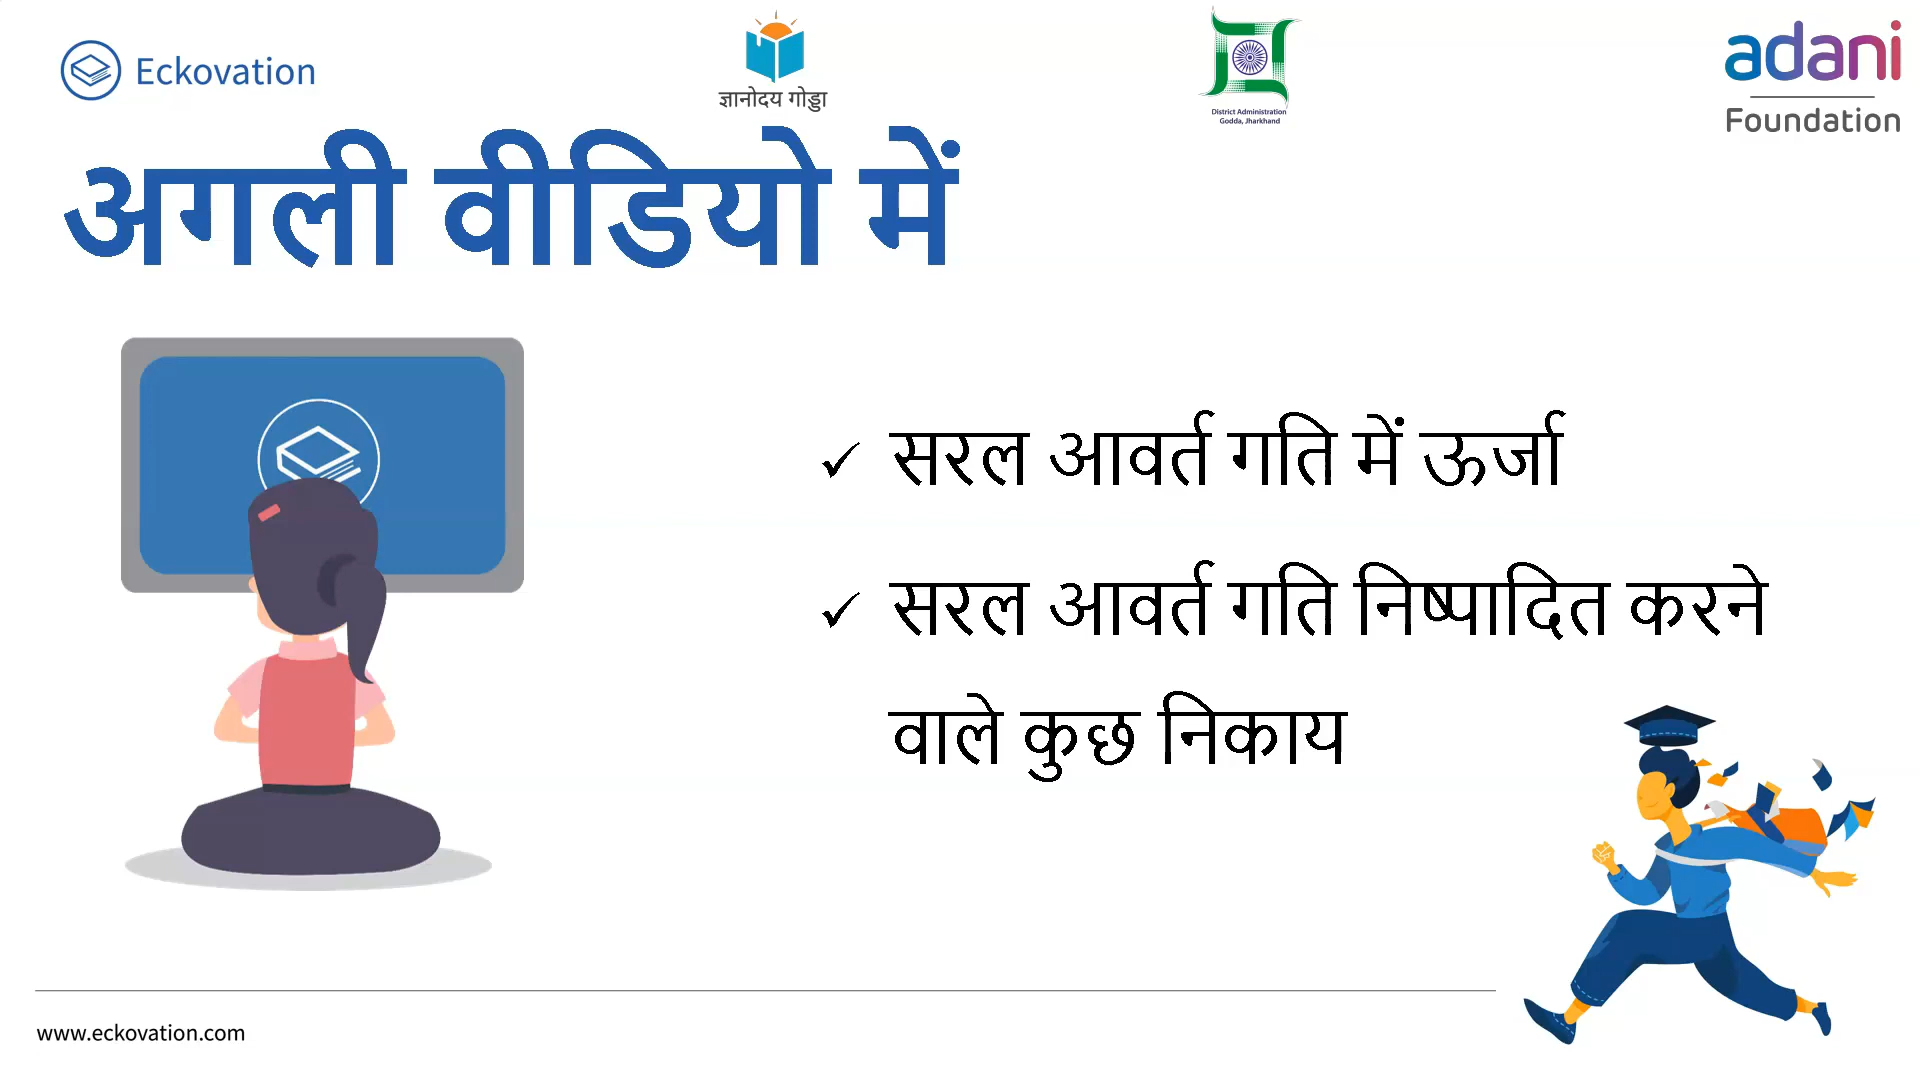 Eckovation
ज्ञानोदय गोड्डा
District Administration
Godda, Jharkhand
adani
Foundation
अगली वीडियो में
✓ सरल आवर्त गति में ऊर्जा
✓ सरल आवर्त गति निष्पादित करने
वाले कुछ निकाय
www.eckovation.com